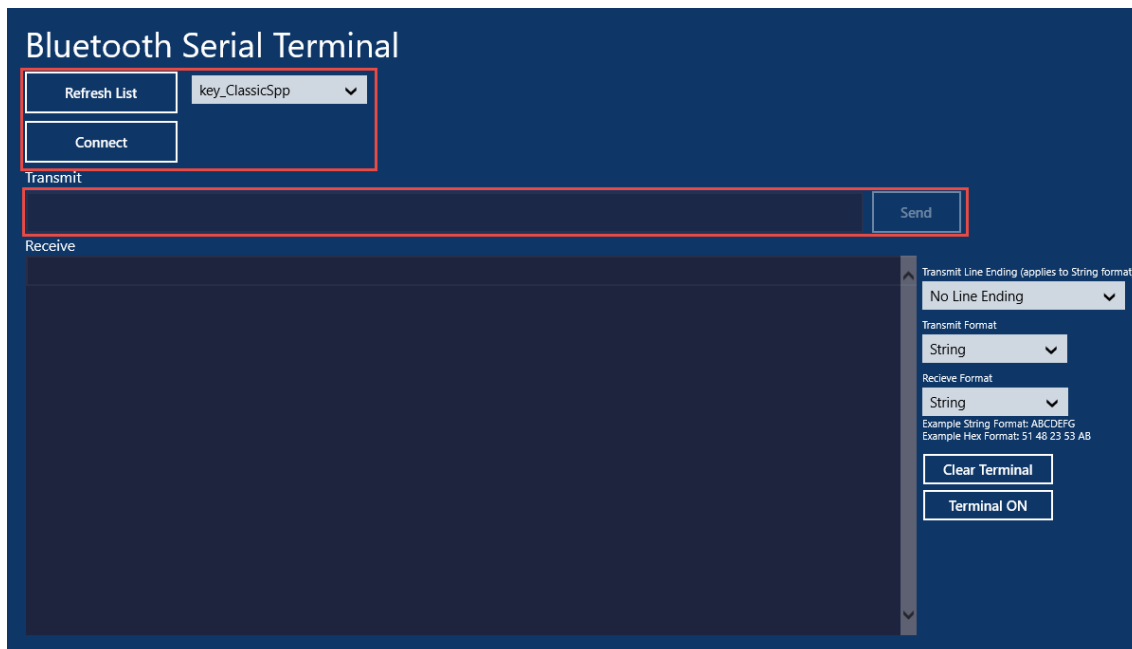 Bluetooth Serial Terminal
Refresh List
key_ClassicSpp
Connect
Transmit
Send
Receive
Transmit Line Ending (applies to String format
No Line Ending
Transmit Format
String
Recieve Format
String
Example String Format: ABCDEFG
Example Hex Format: 51 48 23 53 AB
Clear Terminal
Terminal ON